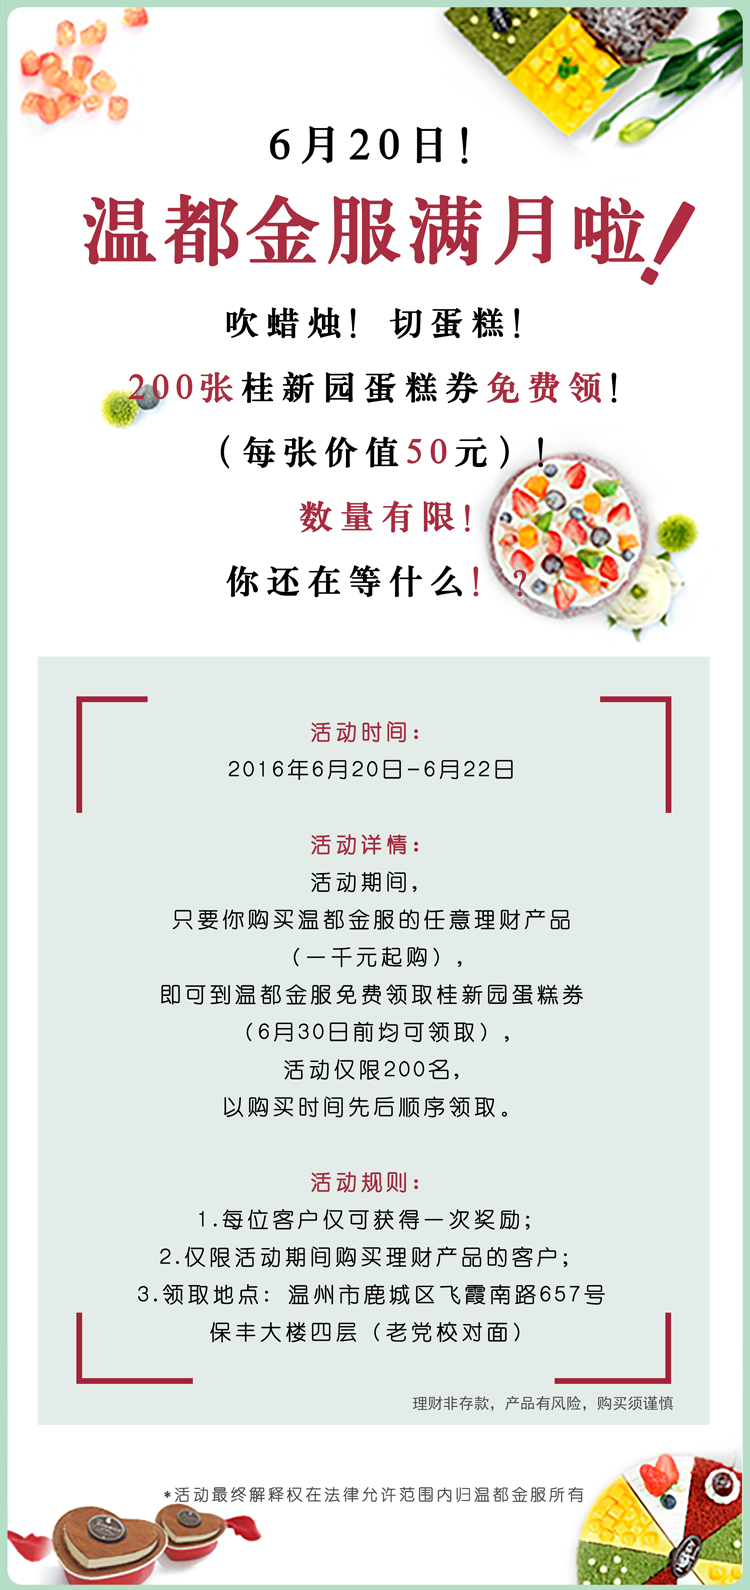 6月20日!
温都金服满月啦!
吹蜡烛! 切蛋糕!
200张桂新园蛋糕券免费领!
（每张价值50元）!
数量有限!
你还在等什么! ?
活动时间:
2016年6月20日-6月22日
活动详情:
活动期间,
只要你购买温都金服的任意理财产品
（一千元起购）,
即可到温都金服免费领取桂新园蛋糕券
（6月30日前均可领取）,
活动仅限200名,
以购买时间先后顺序领取。
活动规则:
1.每位客户仅可获得一次奖励;
2.仅限活动期间购买理财产品的客户;
3.领取地点: 温州市鹿城区飞霞南路657号
保丰大楼四层（老党校对面）
理财非存款，产品有风险，购买须谨慎
*活动最终解释权在法律允许范围内归温都金服所有